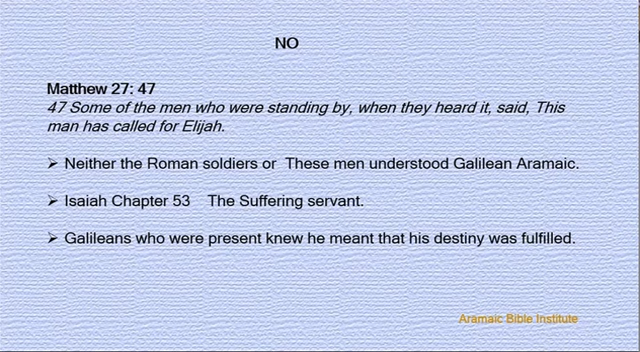 NO
Matthew 27: 47
47 Some of the men who were standing by, when they heard it, said, This
man has called for Elijah.
➢ Neither the Roman soldiers or These men understood Galilean Aramaic.
➢ Isaiah Chapter 53 The Suffering servant.
➢ Galileans who were present knew he meant that his destiny was fulfilled.
Aramaic Bible Institute